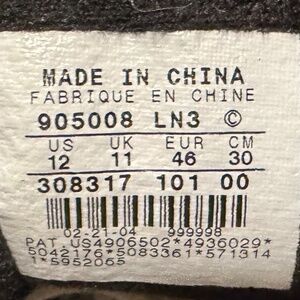 MADE IN CHINA
FABRIQUE EN CHINE
905008 LN3 ©
US UK EUR CM
12 11 46 30
308317 101 00
02-21-04 999998
PAT. US4906502*4936029*
5042176*5083361*571314
1*5952065